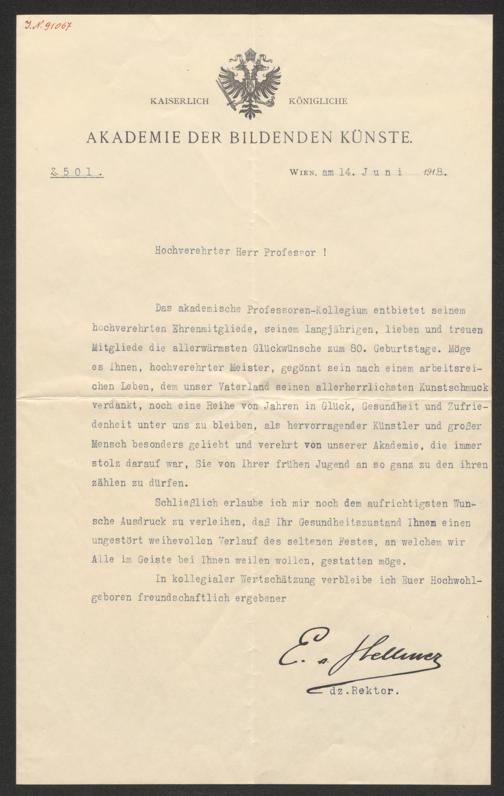 J.N. 91067
KAISERLICH KÖNIGLICHE
AKADEMIE DER BILDENDEN KÜNSTE.
Z 501.
WIEN, am 14. Juni 1918.
Hochverehrter Herr Professor !
Das akademische Professoren-Kollegium entbietet seinem
hochverehrten Ehrenmitgliede, seinem langjährigen, lieben und treuen
Mitgliede die allerwärmsten Glückwünsche zum 80. Geburtstage. Möge
es Ihnen, hochverehrter Meister, gegönnt sein nach einem arbeitsrei-
chen Leben, dem unser Vaterland seinen allerherrlichsten Kunstschmuck
verdankt, noch eine Reihe von Jahren in Glück, Gesundheit und Zufrie-
denheit unter uns zu bleiben, als hervorragender Künstler und großer
Mensch besonders geliebt und verehrt von unserer Akademie, die immer
stolz darauf war, Sie von Ihrer frühen Jugend an so ganz zu den ihren
zählen zu dürfen.
Schließlich erlaube ich mir noch dem aufrichtigsten Wun-
sche Ausdruck zu verleihen, daß Ihr Gesundheitszustand Ihnen einen
ungestört weihevollen Verlauf des seltenen Festes, an welchem wir
Alle im Geiste bei Ihnen weilen wollen, gestatten möge.
In kollegialer Wertschätzung verbleibe ich Euer Hochwohl-
geboren freundschaftlich ergebener
E. v Hellmer
dz.Rektor.